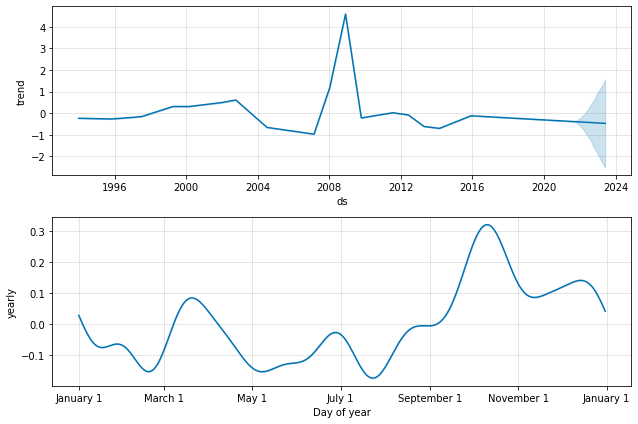 4
3
2
1
0
−1
−2
trend
1996 2000 2004 2008 2012 2016 2020 2024
ds
0.3
0.2
0.1
0.0
−0.1
yearly
January 1 March 1 May 1 July 1 September 1 November 1 January 1
Day of year